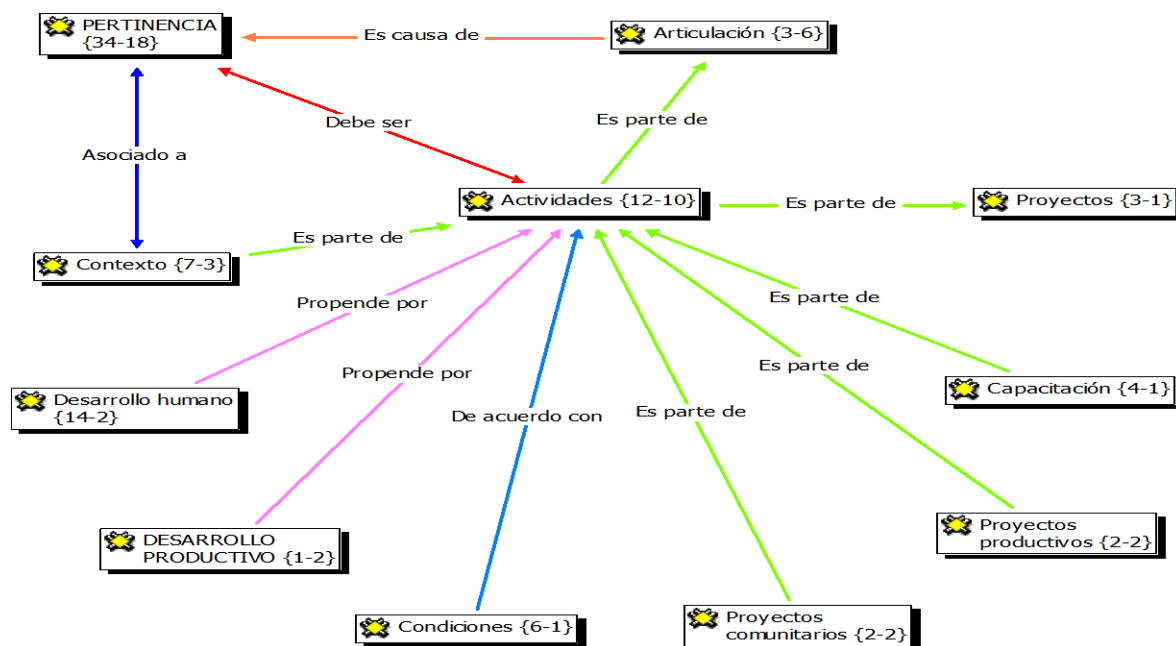 PERTINENCIA
{34-18}
Es causa de
Articulación {3-6}
Debe ser
Es parte de
Asociado a
Actividades {12-10}
Es parte de
Proyectos {3-1}
Es parte de
Contexto {7-3}
Propende por
Es parte de
Propende por
Es parte de
Desarrollo humano
{14-2}
De acuerdo con
Es parte de
Capacitación {4-1}
DESARROLLO
PRODUCTIVO {1-2}
Proyectos
productivos {2-2}
Condiciones {6-1}
Proyectos
comunitarios {2-2}